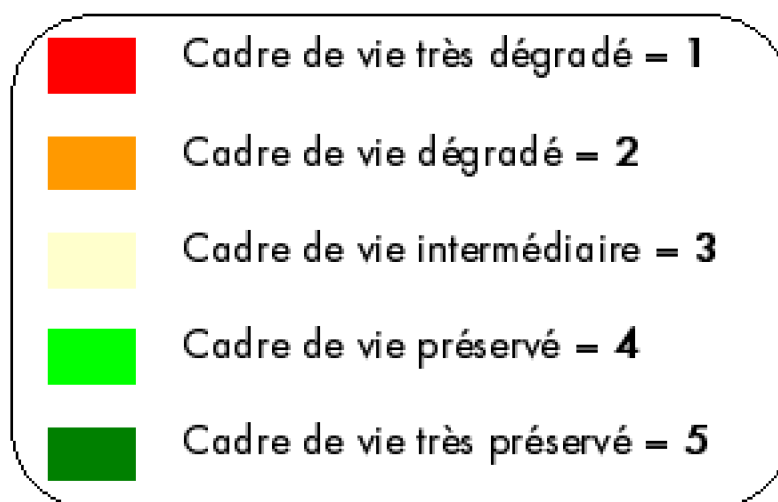 Cadre de vie très dégradé = 1
Cadre de vie dégradé = 2
Cadre de vie intermédiaire = 3
Cadre de vie préservé = 4
Cadre de vie très préservé = 5